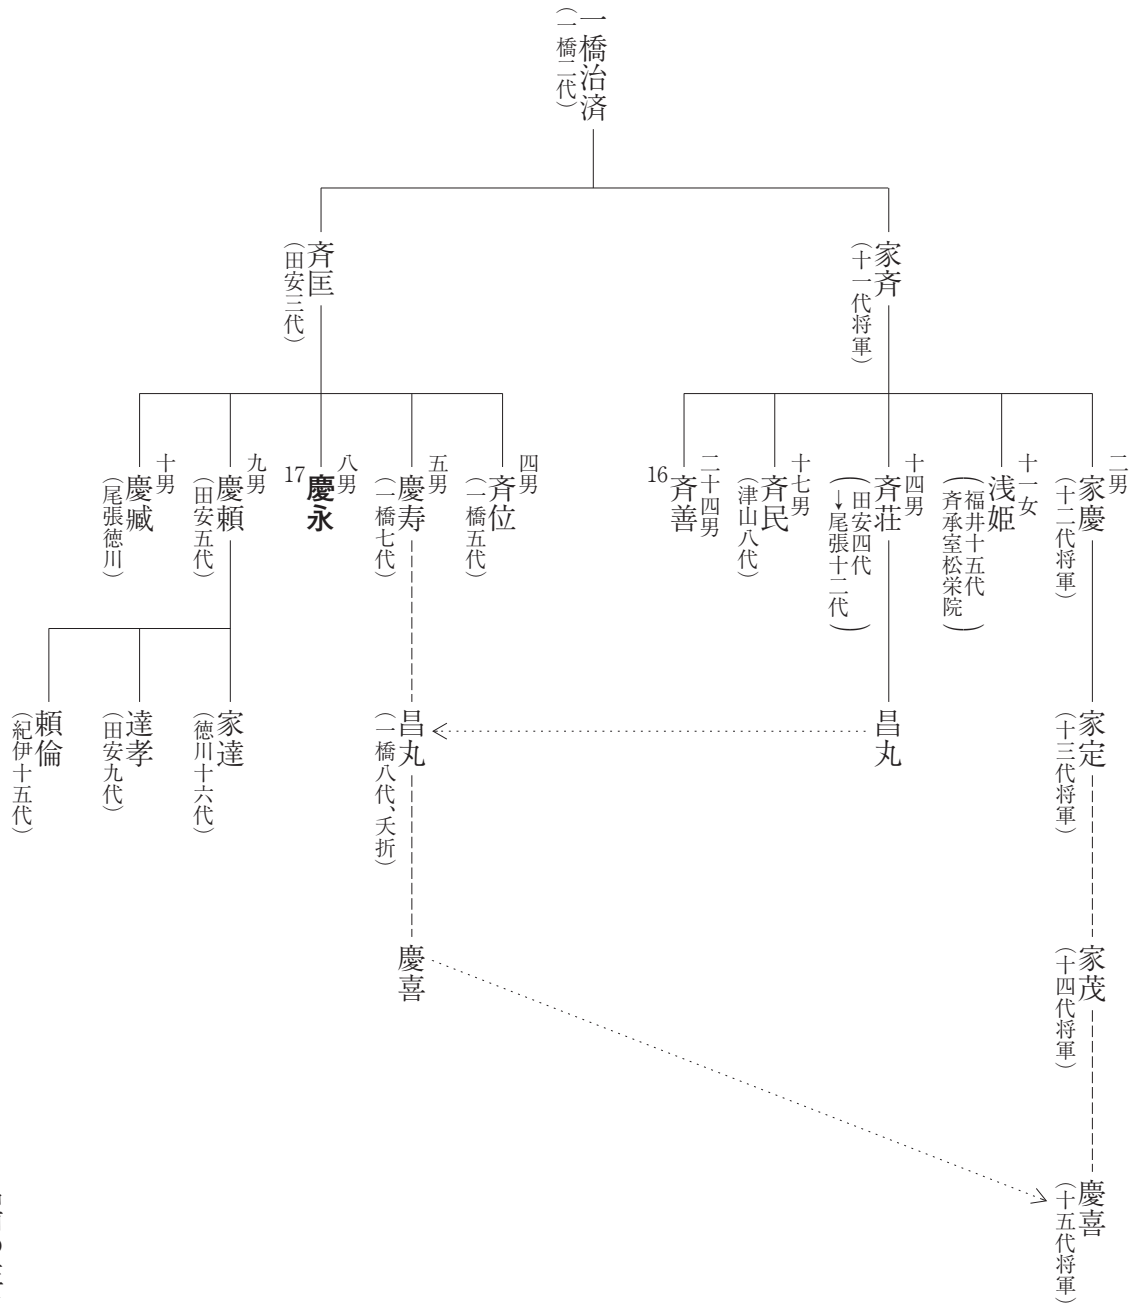 一橋治済
（一橋二代）
家斉
（十一代将軍）
二男
家慶
（十二代将軍）
家定
（十三代将軍）
家茂
（十四代将軍）
慶喜
（十五代将軍）
十一女
浅姫
（福井十五代
斉承室松栄院）
十四男
斉荘
（田安四代
→尾張十二代）
昌丸
十七男
斉民
（津山八代）
二十四男
16 斉善
斉匡
（田安三代）
四男
斉位
（一橋五代）
五男
慶寿
（一橋七代）
昌丸
（一橋八代、夭折）
慶喜
八男
17 慶永
九男
慶頼
（田安五代）
家達
（徳川十六代）
達孝
（田安九代）
頼倫
（紀伊十五代）
十男
慶臧
（尾張徳川）